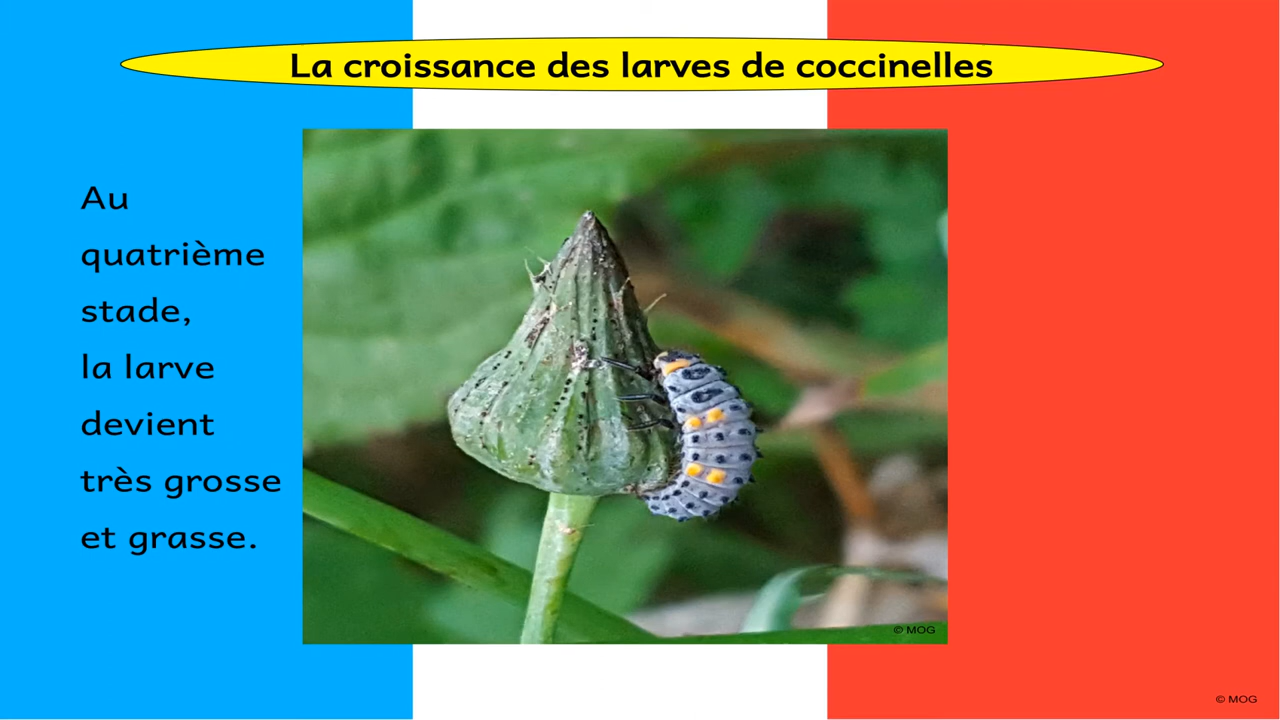 La croissance des larves de coccinelles
Au
quatrième
stade,
la larve
devient
très grosse
et grasse.
© MOG
© MOG